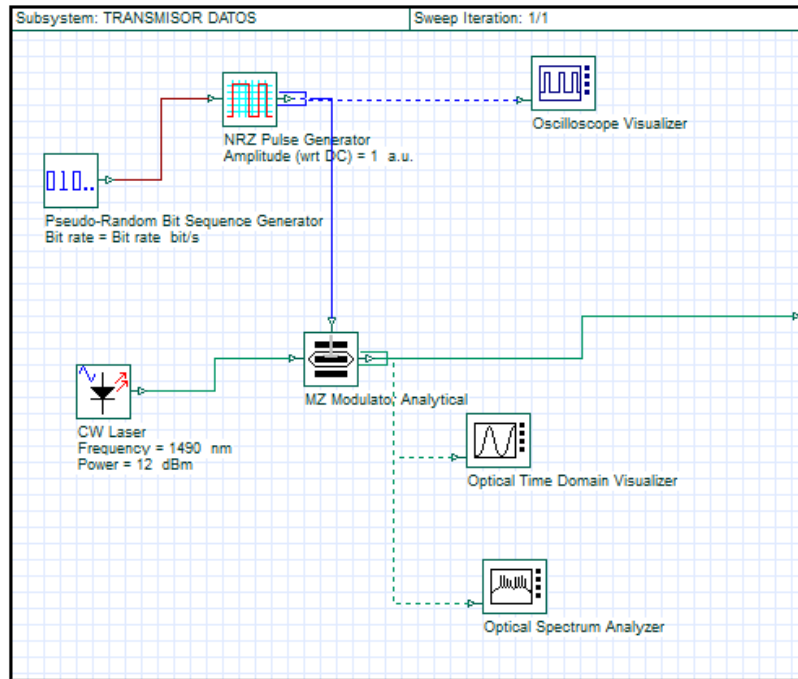 Subsystem: TRANSMISOR DATOS
Sweep Iteration: 1/1
Oscilloscope Visualizer
NRZ Pulse Generator
Amplitude (wrt DC) = 1 a.u.
010..
Pseudo-Random Bit Sequence Generator
Bit rate = Bit rate bit/s
MZ Modulator Analytical
CW Laser
Frequency = 1490 nm
Power = 12 dBm
Optical Time Domain Visualizer
Optical Spectrum Analyzer